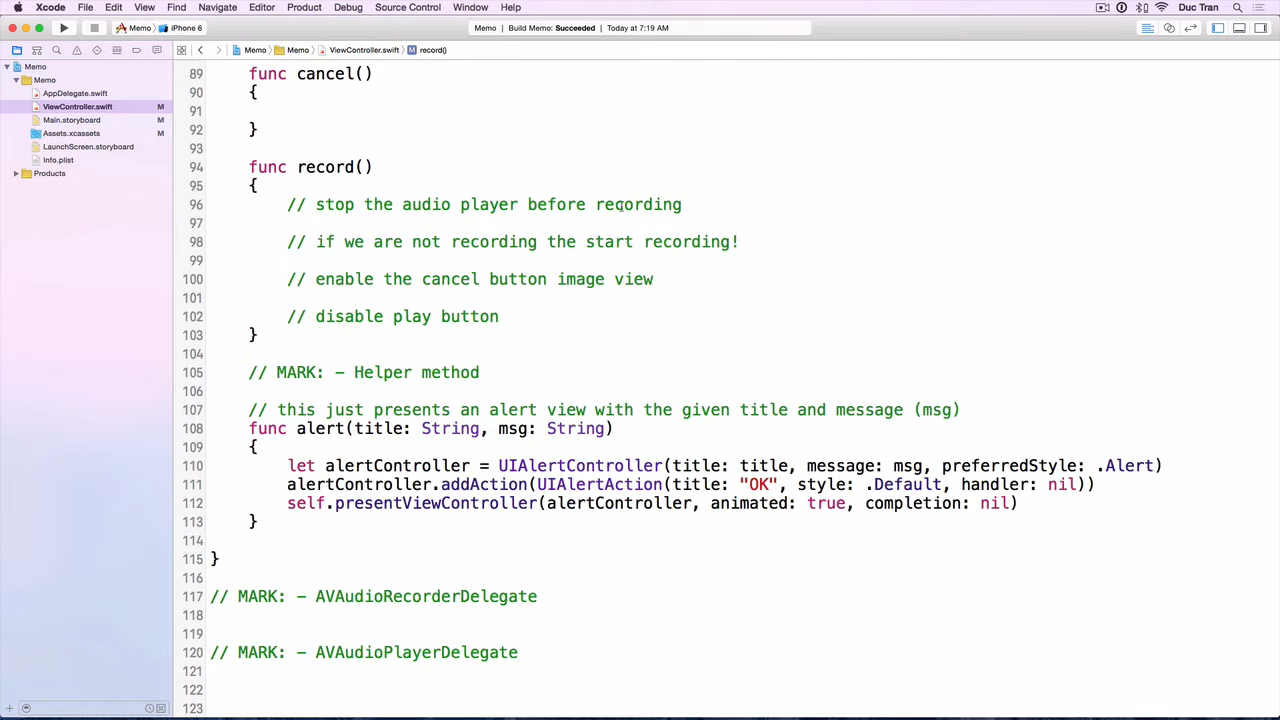 Xcode File Edit View Navigate Editor Product Debug Source Control Window Help Duc Tran
Memo iPhone 6 Memo | Build Memo: Succeeded | Today at 7:19 AM
Memo Memo ViewController.swift M record()
Memo
Memo
AppDelegate.swift
ViewController.swift M
Main.storyboard M
Assets.xcassets M
LaunchScreen.storyboard
Info.plist
Products
89 func cancel()
90 {
91
92 }
93
94 func record()
95 {
96 // stop the audio player before recording
97
98 // if we are not recording the start recording!
99
100 // enable the cancel button image view
101
102 // disable play button
103 }
104
105 // MARK: - Helper method
106
107 // this just presents an alert view with the given title and message (msg)
108 func alert(title: String, msg: String)
109 {
110 let alertController = UIAlertController(title: title, message: msg, preferredStyle: .Alert)
111 alertController.addAction(UIAlertAction(title: "OK", style: .Default, handler: nil))
112 self.presentViewController(alertController, animated: true, completion: nil)
113 }
114
115 }
116
117 // MARK: - AVAudioRecorderDelegate
118
119
120 // MARK: - AVAudioPlayerDelegate
121
122
123